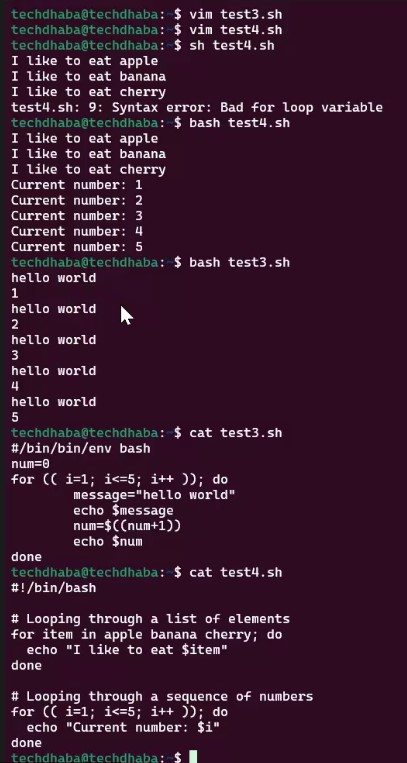 techdhaba@techdhaba:~$ vim test3.sh
techdhaba@techdhaba:~$ vim test4.sh
techdhaba@techdhaba:~$ sh test4.sh
I like to eat apple
I like to eat banana
I like to eat cherry
test4.sh: 9: Syntax error: Bad for loop variable
techdhaba@techdhaba:~$ bash test4.sh
I like to eat apple
I like to eat banana
I like to eat cherry
Current number: 1
Current number: 2
Current number: 3
Current number: 4
Current number: 5
techdhaba@techdhaba:~$ bash test3.sh
hello world
1
hello world
2
hello world
3
hello world
4
hello world
5
techdhaba@techdhaba:~$ cat test3.sh
#/bin/bin/env bash
num=0
for (( i=1; i<=5; i++ )); do
        message="hello world"
        echo $message
        num=$((num+1))
        echo $num
done
techdhaba@techdhaba:~$ cat test4.sh
#!/bin/bash

# Looping through a list of elements
for item in apple banana cherry; do
  echo "I like to eat $item"
done

# Looping through a sequence of numbers
for (( i=1; i<=5; i++ )); do
  echo "Current number: $i"
done
techdhaba@techdhaba:~$